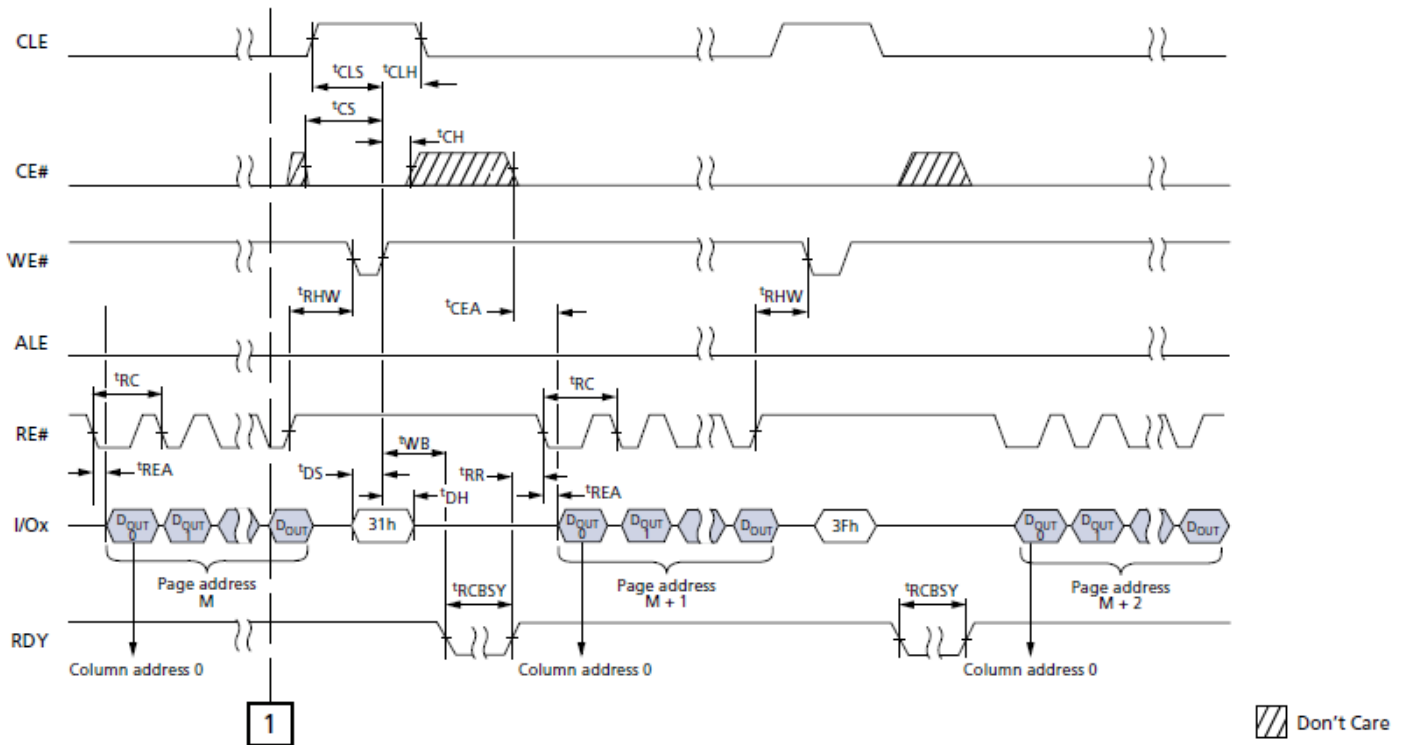 CLE
tCLS tCLH
tCS
tCH
CE#
WE#
tRHW
tCEA
tRHW
ALE
tRC
tRC
RE#
tWB
tREA
tDS
tRR
tDH
tREA
I/Ox
DOUT 0
DOUT 1
DOUT
31h
DOUT 0
DOUT 1
DOUT
3Fh
DOUT 0
DOUT 1
DOUT
Page address
M
Page address
M + 1
Page address
M + 2
tRCBSY
tRCBSY
RDY
Column address 0
Column address 0
Column address 0
1
Don't Care